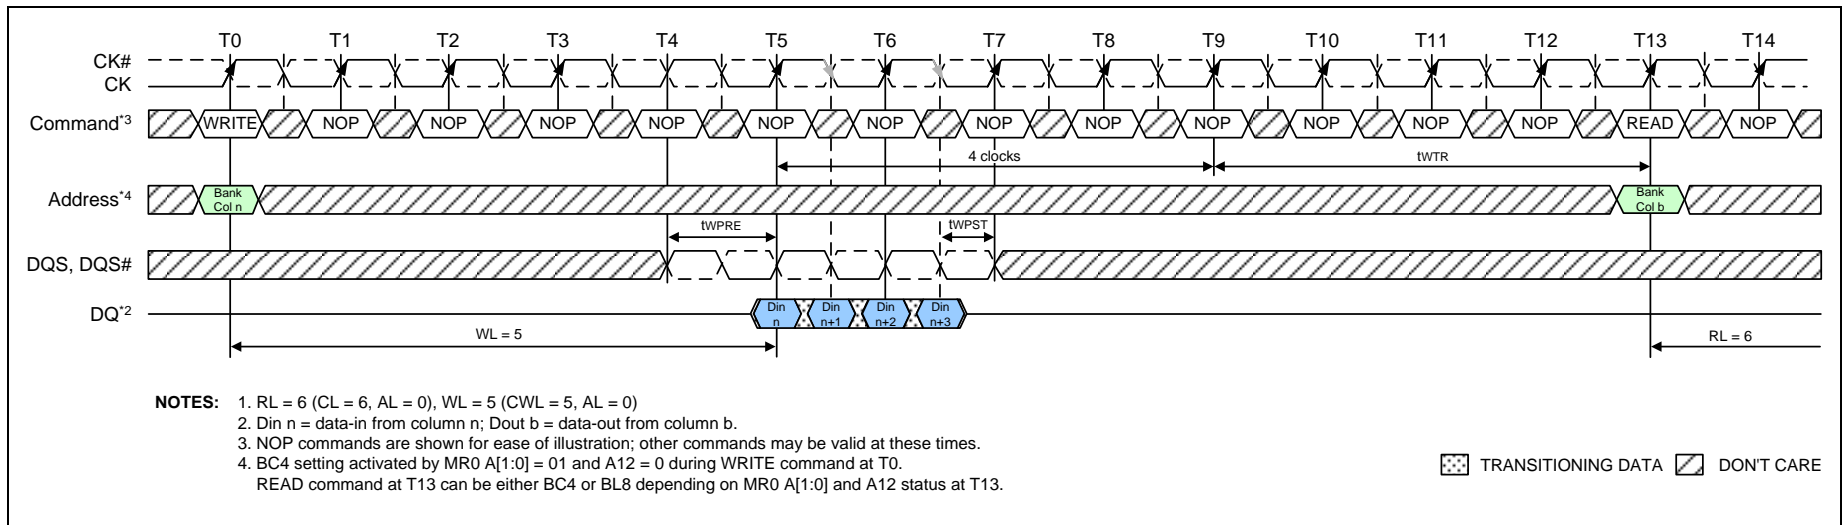 T0 T1 T2 T3 T4 T5 T6 T7 T8 T9 T10 T11 T12 T13 T14
CK#
CK
Command*3 WRITE NOP NOP NOP NOP NOP NOP NOP NOP NOP NOP NOP NOP READ NOP
4 clocks tWTR
Address*4 Bank Col n Bank Col b
tWPRE tWPST
DQS, DQS#
DQ*2 Din n Din n+1 Din n+2 Din n+3
WL = 5 RL = 6
NOTES: 1. RL = 6 (CL = 6, AL = 0), WL = 5 (CWL = 5, AL = 0)
2. Din n = data-in from column n; Dout b = data-out from column b.
3. NOP commands are shown for ease of illustration; other commands may be valid at these times.
4. BC4 setting activated by MR0 A[1:0] = 01 and A12 = 0 during WRITE command at T0.
READ command at T13 can be either BC4 or BL8 depending on MR0 A[1:0] and A12 status at T13.
TRANSITIONING DATA DON'T CARE